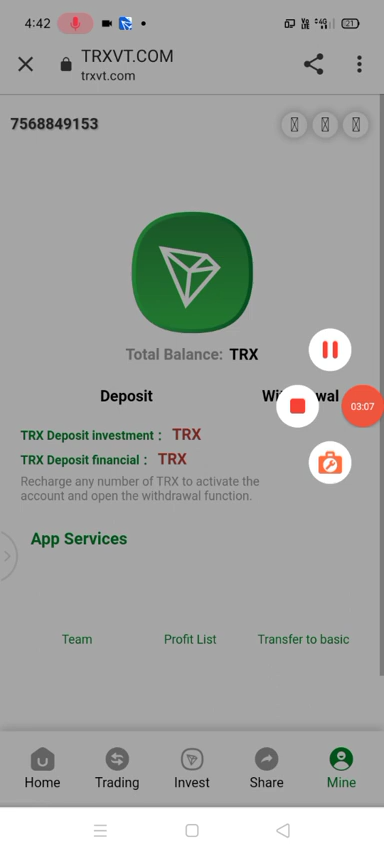 4:42
21
TRXVT.COM
trxvt.com
7568849153
Total Balance: TRX
Deposit
TRX Deposit investment : TRX
TRX Deposit financial : TRX
03:07
Recharge any number of TRX to activate the
account and open the withdrawal function.
App Services
Team Profit List Transfer to basic
Home Trading Invest Share Mine